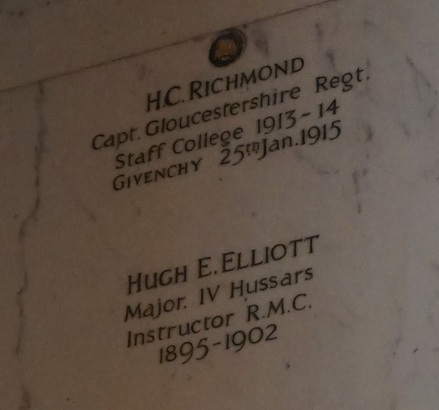 H.C. RICHMOND
Capt. Gloucestershire Regt.
Staff College 1913-14
GIVENCHY 25th Jan. 1915
HUGH E. ELLIOTT
Major. IV Hussars
Instructor R.M.C.
1895-1902